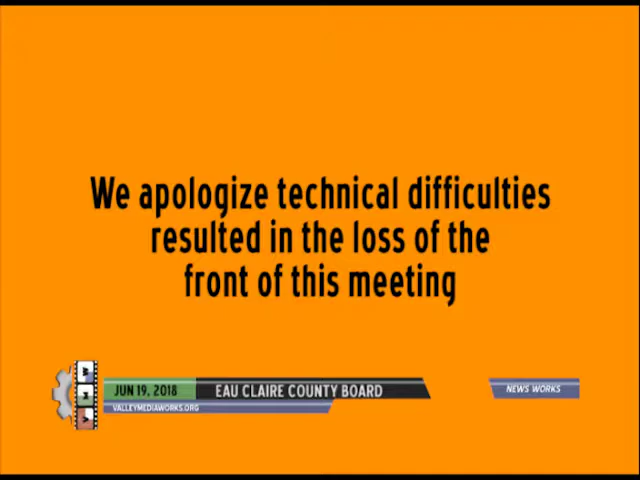 We apologize technical difficulties
resulted in the loss of the
front of this meeting
JUN 19, 2018
EAU CLAIRE COUNTY BOARD
NEWS WORKS
VALLEYMEDIAWORKS.ORG